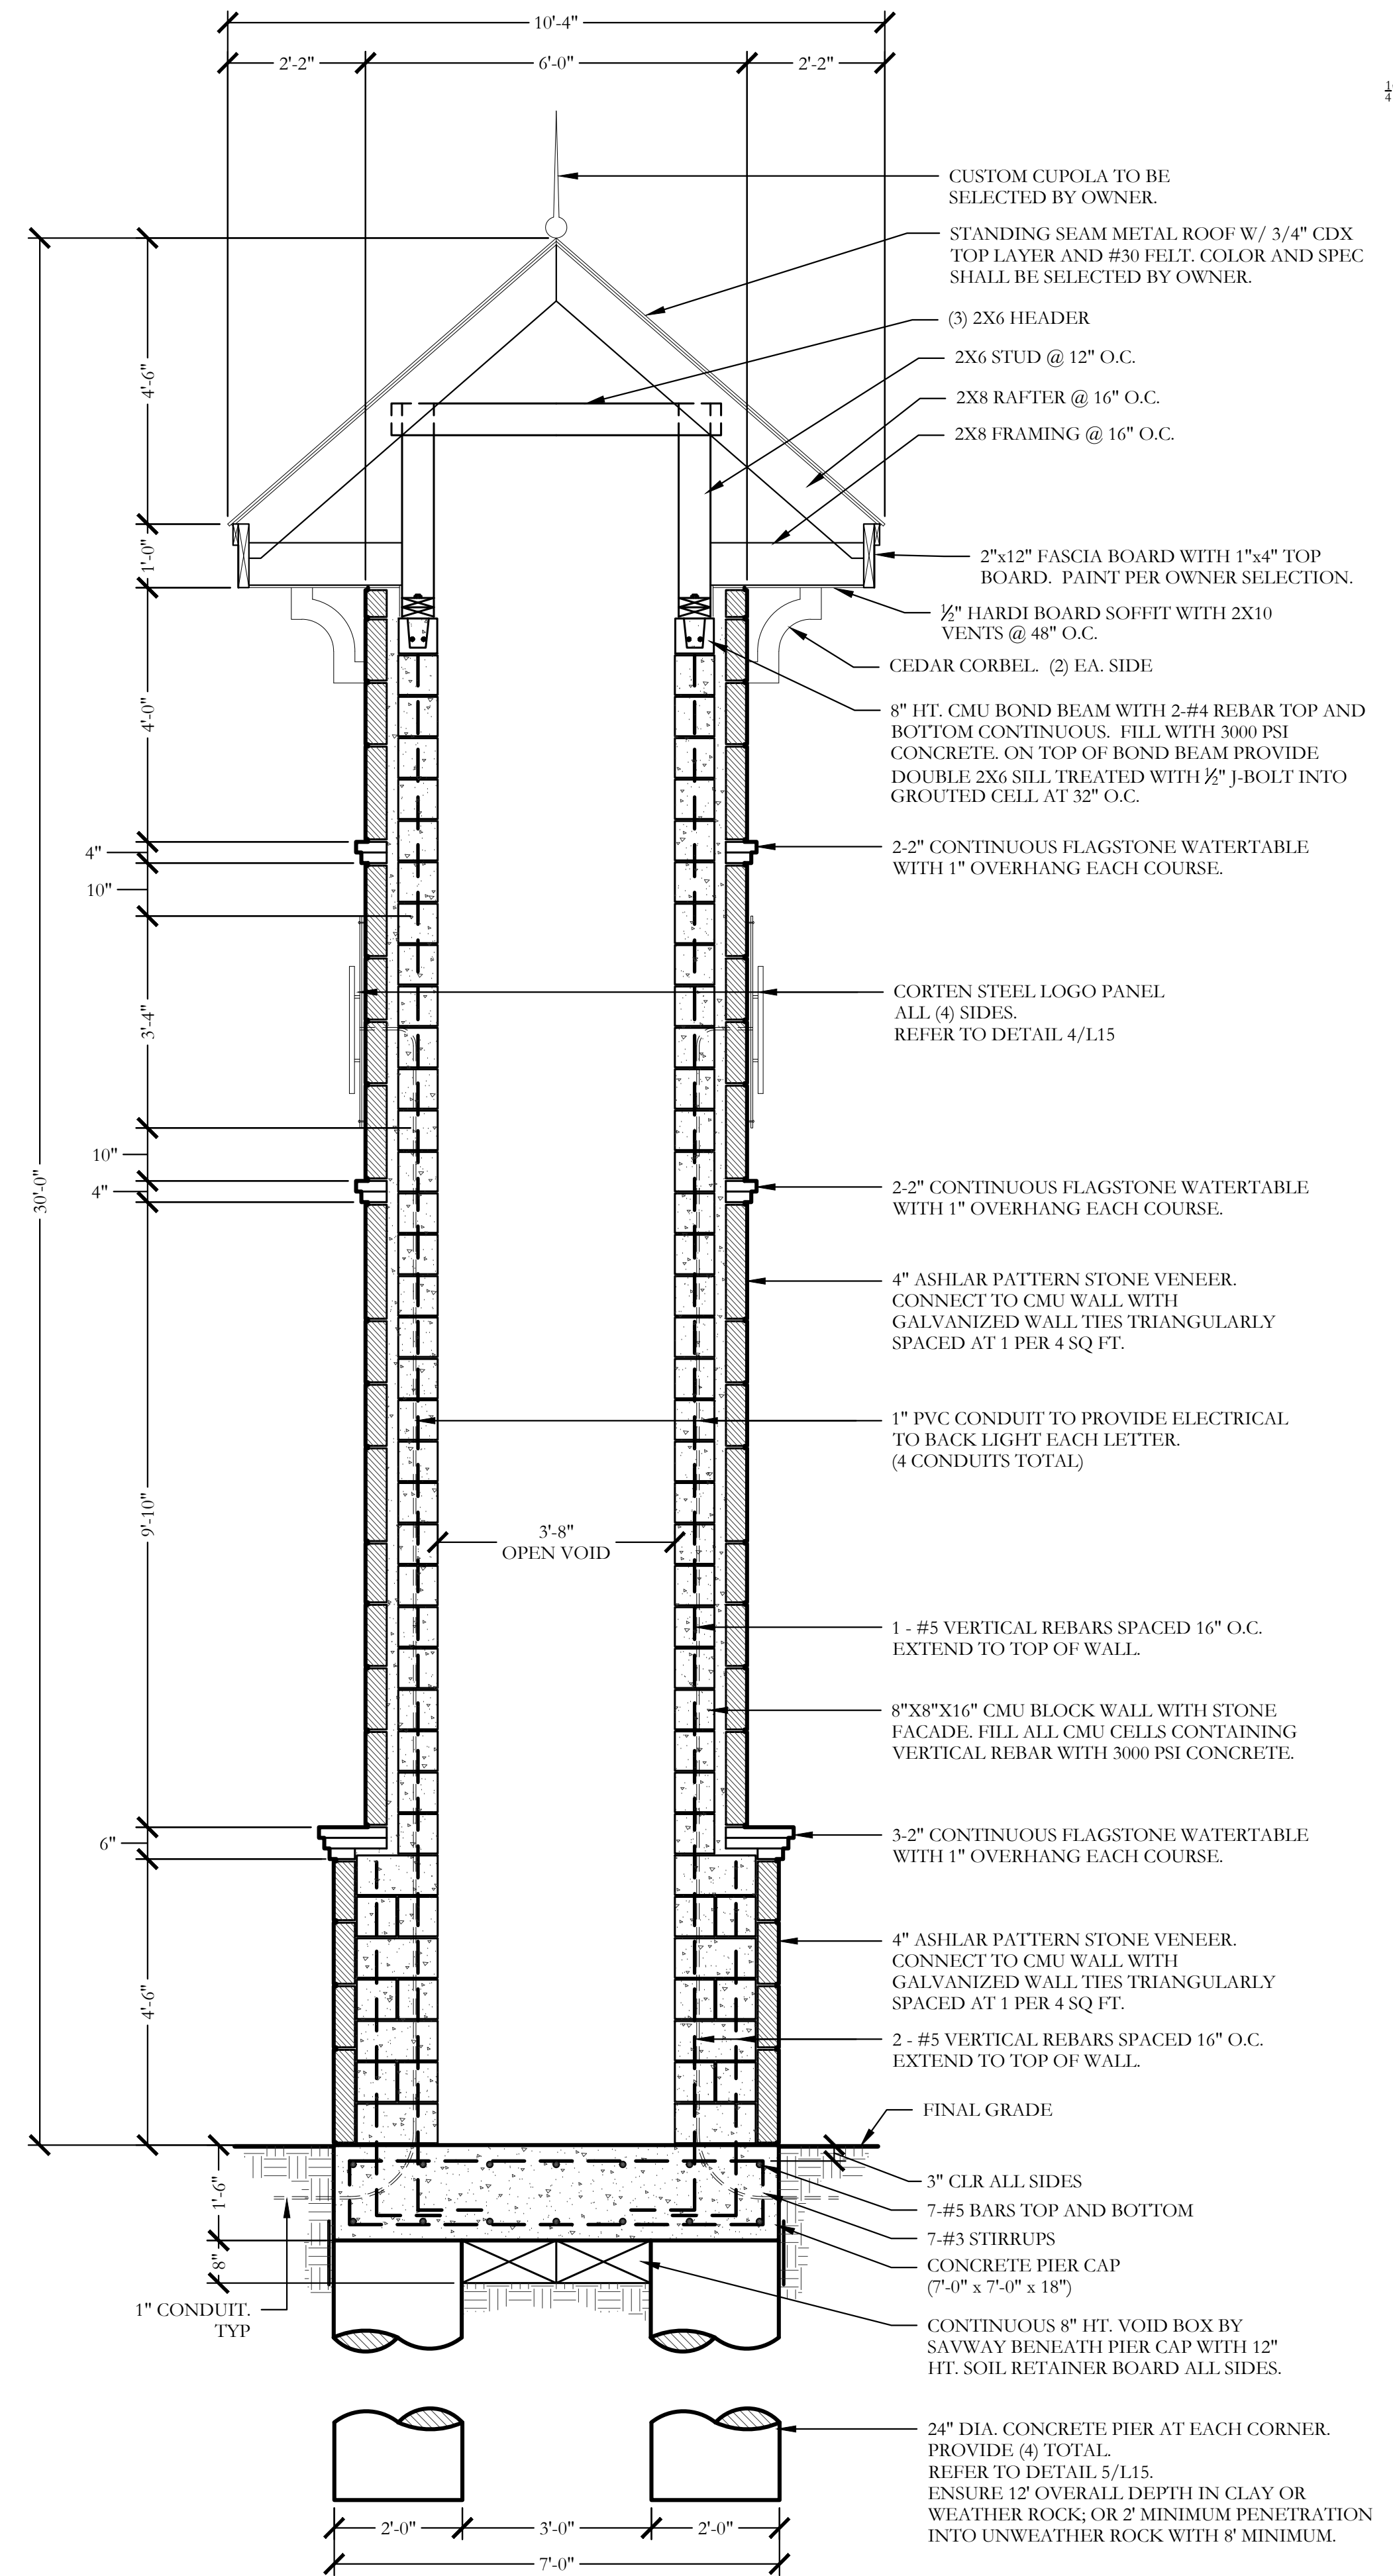 10'-4"
2'-2"
6'-0"
2'-2"
1
4
CUSTOM CUPOLA TO BE
SELECTED BY OWNER.
STANDING SEAM METAL ROOF W/ 3/4" CDX
TOP LAYER AND #30 FELT. COLOR AND SPEC
SHALL BE SELECTED BY OWNER.
(3) 2X6 HEADER
2X6 STUD @ 12" O.C.
2X8 RAFTER @ 16" O.C.
2X8 FRAMING @ 16" O.C.
4'-6"
1'-0"
2"x12" FASCIA BOARD WITH 1"x4" TOP
BOARD. PAINT PER OWNER SELECTION.
½" HARDI BOARD SOFFIT WITH 2X10
VENTS @ 48" O.C.
CEDAR CORBEL. (2) EA. SIDE
4'-0"
8" HT. CMU BOND BEAM WITH 2-#4 REBAR TOP AND
BOTTOM CONTINUOUS. FILL WITH 3000 PSI
CONCRETE. ON TOP OF BOND BEAM PROVIDE
DOUBLE 2X6 SILL TREATED WITH ½" J-BOLT INTO
GROUTED CELL AT 32" O.C.
4"
2-2" CONTINUOUS FLAGSTONE WATERTABLE
WITH 1" OVERHANG EACH COURSE.
10"
3'-4"
CORTEN STEEL LOGO PANEL
ALL (4) SIDES.
REFER TO DETAIL 4/L15
10"
4"
30'-0"
2-2" CONTINUOUS FLAGSTONE WATERTABLE
WITH 1" OVERHANG EACH COURSE.
4" ASHLAR PATTERN STONE VENEER.
CONNECT TO CMU WALL WITH
GALVANIZED WALL TIES TRIANGULARLY
SPACED AT 1 PER 4 SQ FT.
1" PVC CONDUIT TO PROVIDE ELECTRICAL
TO BACK LIGHT EACH LETTER.
(4 CONDUITS TOTAL)
9'-10"
3'-8"
OPEN VOID
1 - #5 VERTICAL REBARS SPACED 16" O.C.
EXTEND TO TOP OF WALL.
8"X8"X16" CMU BLOCK WALL WITH STONE
FACADE. FILL ALL CMU CELLS CONTAINING
VERTICAL REBAR WITH 3000 PSI CONCRETE.
6"
3-2" CONTINUOUS FLAGSTONE WATERTABLE
WITH 1" OVERHANG EACH COURSE.
4'-6"
4" ASHLAR PATTERN STONE VENEER.
CONNECT TO CMU WALL WITH
GALVANIZED WALL TIES TRIANGULARLY
SPACED AT 1 PER 4 SQ FT.
2 - #5 VERTICAL REBARS SPACED 16" O.C.
EXTEND TO TOP OF WALL.
FINAL GRADE
1'-6"
8"
3" CLR ALL SIDES
7-#5 BARS TOP AND BOTTOM
7-#3 STIRRUPS
CONCRETE PIER CAP
(7'-0" x 7'-0" x 18")
1" CONDUIT.
TYP
CONTINUOUS 8" HT. VOID BOX BY
SAVWAY BENEATH PIER CAP WITH 12"
HT. SOIL RETAINER BOARD ALL SIDES.
24" DIA. CONCRETE PIER AT EACH CORNER.
PROVIDE (4) TOTAL.
REFER TO DETAIL 5/L15.
ENSURE 12' OVERALL DEPTH IN CLAY OR
WEATHER ROCK; OR 2' MINIMUM PENETRATION
INTO UNWEATHER ROCK WITH 8' MINIMUM.
2'-0"
3'-0"
2'-0"
7'-0"